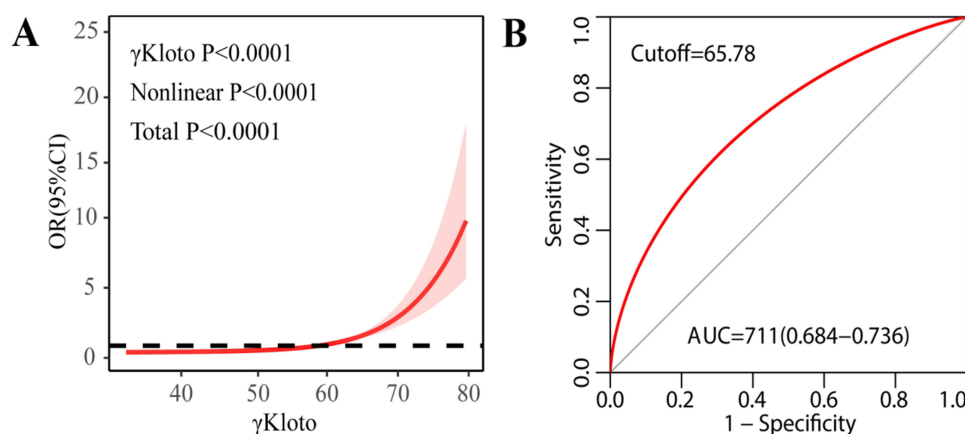 A
γKloto P<0.0001
Nonlinear P<0.0001
Total P<0.0001
OR(95%CI)
25
20
15
10
5
0
40 50 60 70 80
γKloto
B
Cutoff=65.78
AUC=711(0.684−0.736)
Sensitivity
1.0
0.8
0.6
0.4
0.2
0.0
0.0 0.2 0.4 0.6 0.8 1.0
1 − Specificity